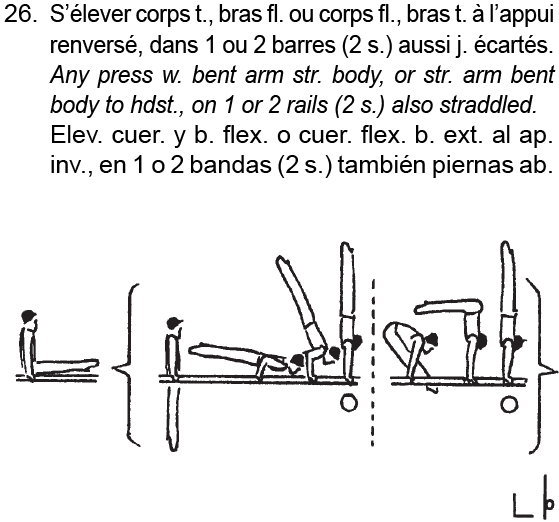 26. S’élever corps t., bras fl. ou corps fl., bras t. à l’appui
renversé, dans 1 ou 2 barres (2 s.) aussi j. écartés.
Any press w. bent arm str. body, or str. arm bent
body to hdst., on 1 or 2 rails (2 s.) also straddled.
Elev. cuer. y b. flex. o cuer. flex. b. ext. al ap.
inv., en 1 o 2 bandas (2 s.) también piernas ab.